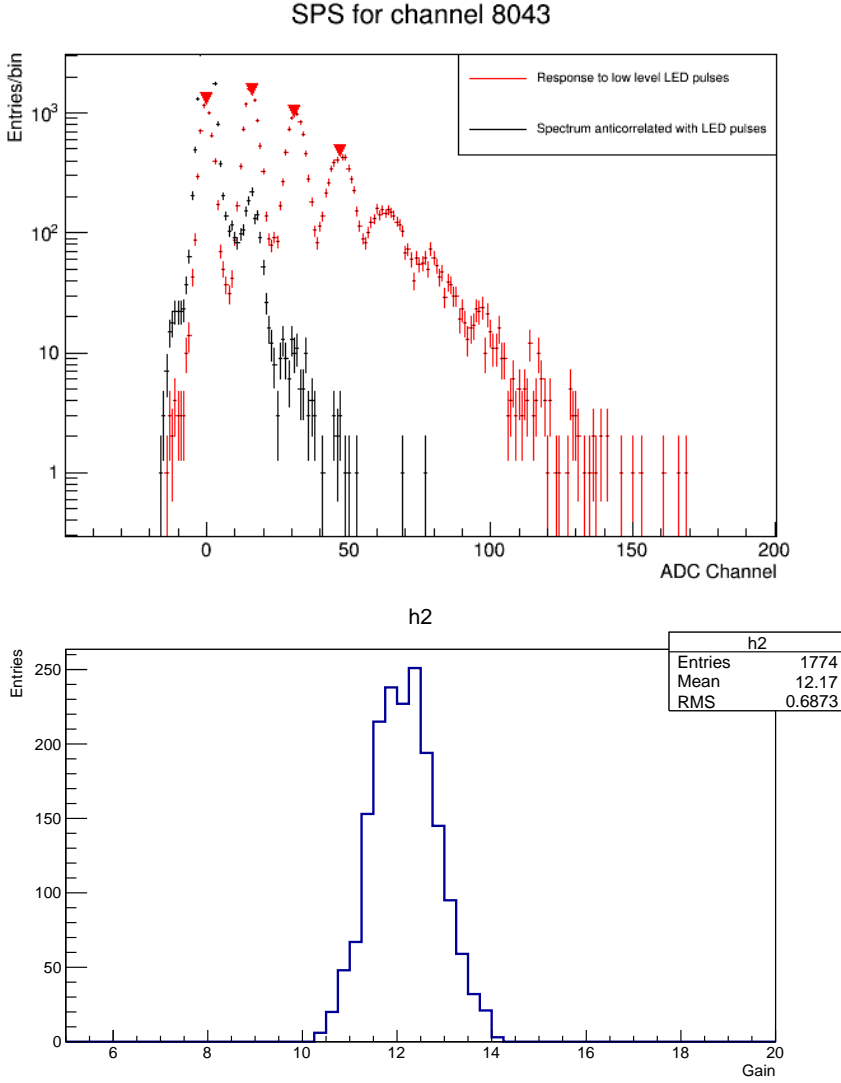 SPS for channel 8043
Entries/bin
Response to low level LED pulses
Spectrum anticorrelated with LED pulses
10³
10²
10
1
0 50 100 150 200
ADC Channel
h2
h2
Entries 1774
Mean 12.17
RMS 0.6873
Entries
250
200
150
100
50
0
6 8 10 12 14 16 18 20
Gain